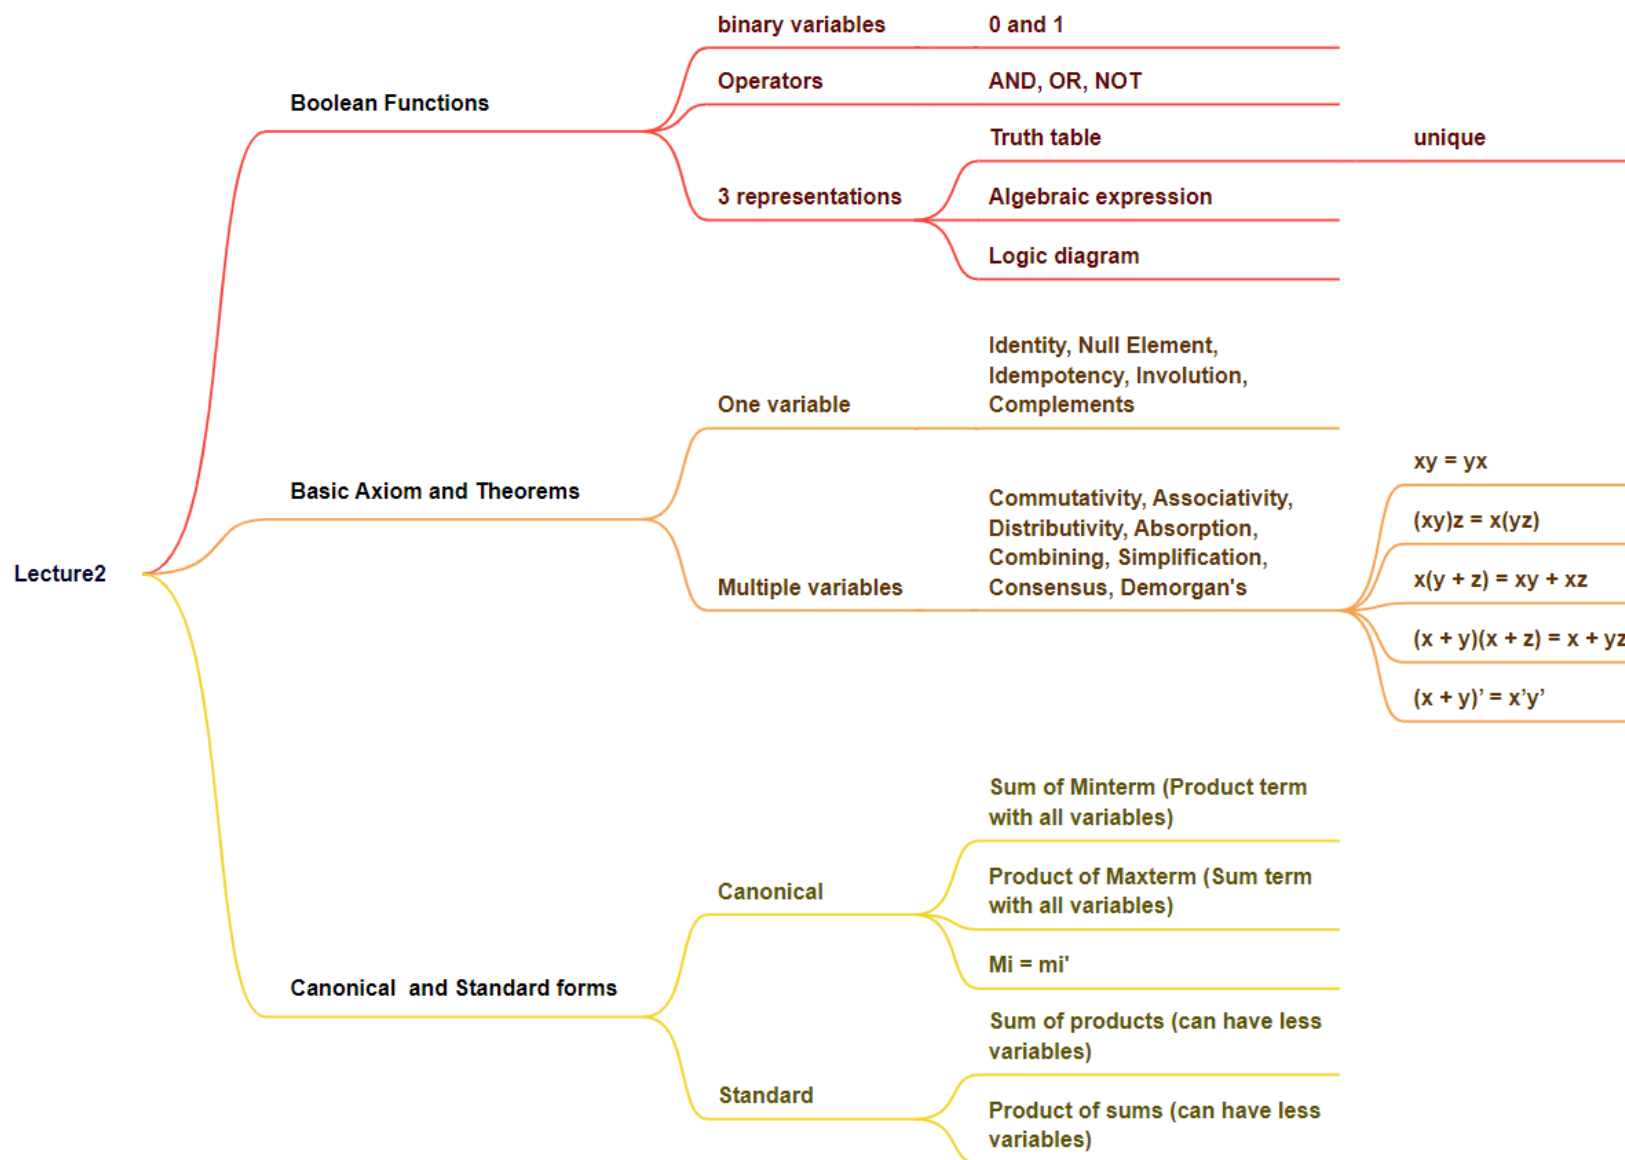 binary variables
0 and 1
Operators
AND, OR, NOT
Boolean Functions
Truth table
unique
3 representations
Algebraic expression
Logic diagram
Identity, Null Element,
Idempotency, Involution,
Complements
One variable
Basic Axiom and Theorems
Commutativity, Associativity,
Distributivity, Absorption,
Combining, Simplification,
Consensus, Demorgan's
Multiple variables
xy = yx
(xy)z = x(yz)
x(y + z) = xy + xz
(x + y)(x + z) = x + yz
(x + y)’ = x’y’
Lecture2
Sum of Minterm (Product term
with all variables)
Canonical
Product of Maxterm (Sum term
with all variables)
Mi = mi'
Canonical  and Standard forms
Sum of products (can have less
variables)
Standard
Product of sums (can have less
variables)